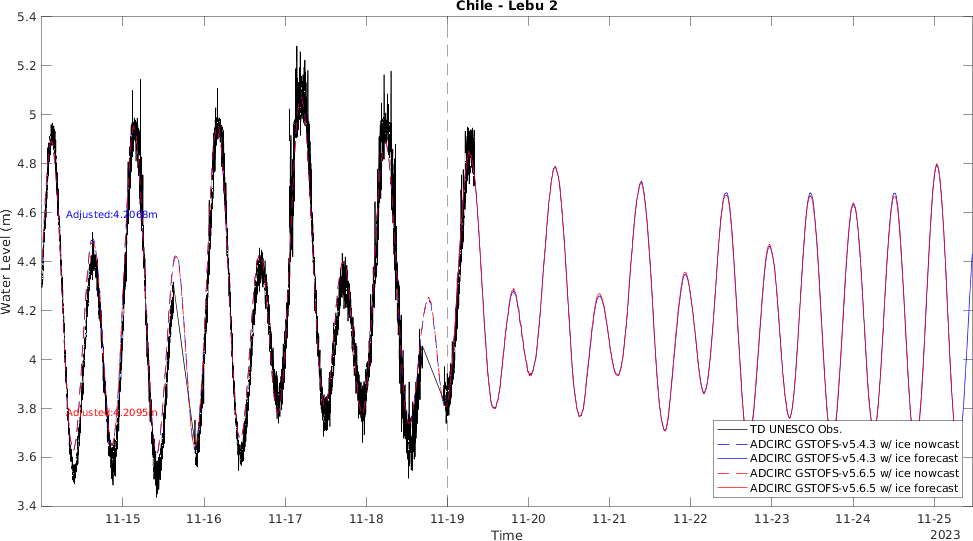 Chile - Lebu 2
5.4
5.2
5
4.8
4.6
4.4
4.2
4
3.8
3.6
3.4
Water Level (m)
Adjusted:4.2068m
Adjusted:4.2095m
TD UNESCO Obs.
ADCIRC GSTOFS-v5.4.3 w/ ice nowcast
ADCIRC GSTOFS-v5.4.3 w/ ice forecast
ADCIRC GSTOFS-v5.6.5 w/ ice nowcast
ADCIRC GSTOFS-v5.6.5 w/ ice forecast
11-15 11-16 11-17 11-18 11-19 11-20 11-21 11-22 11-23 11-24 11-25
Time 2023